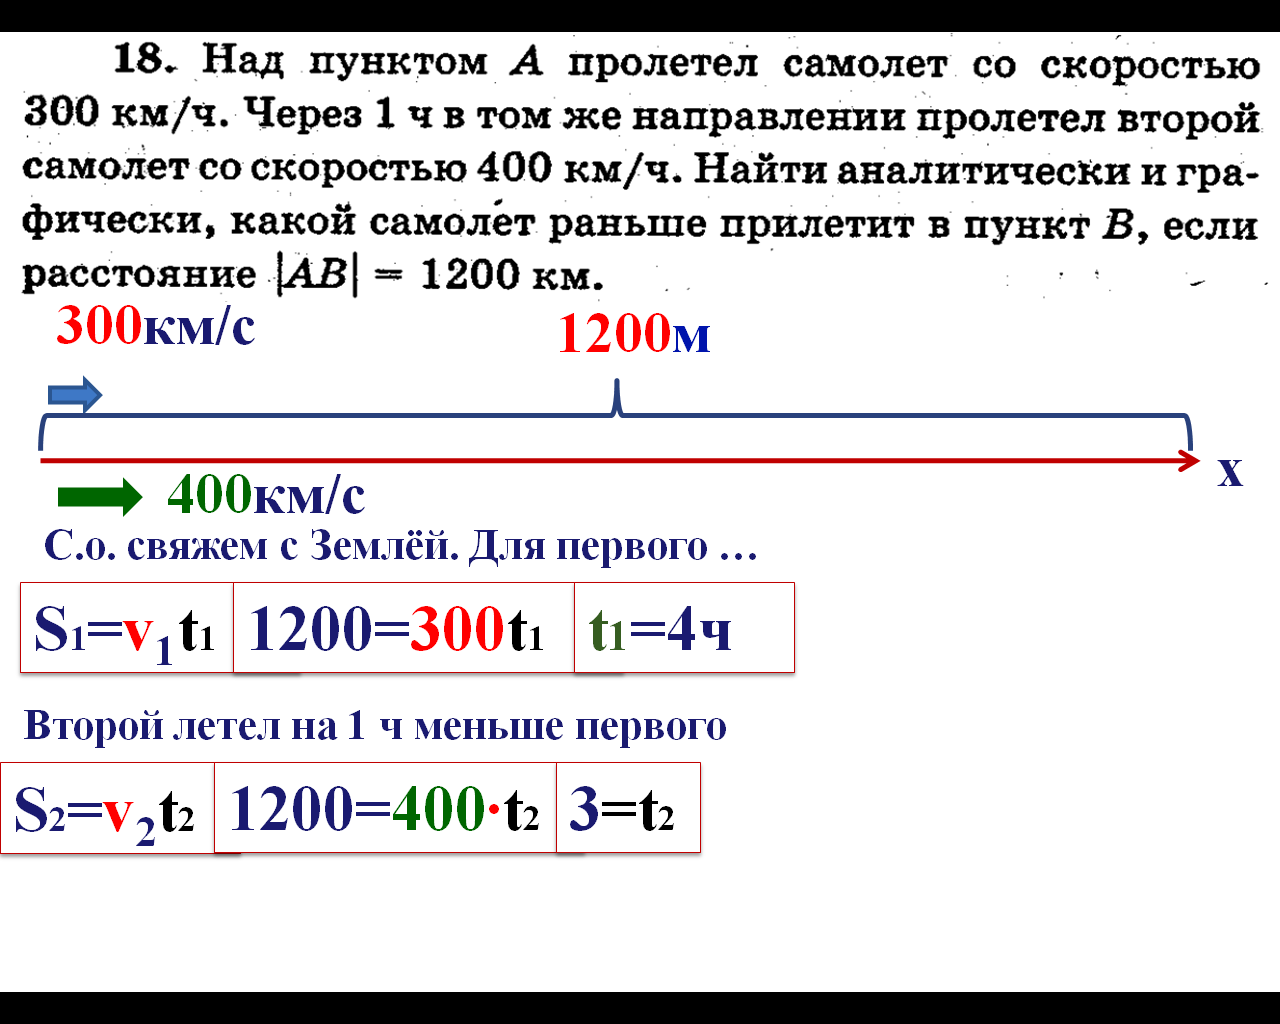 18. Над пунктом A пролетел самолет со скоростью
300 км/ч. Через 1 ч в том же направлении пролетел второй
самолет со скоростью 400 км/ч. Найти аналитически и гра-
фически, какой самолет раньше прилетит в пункт B, если
расстояние |AB| = 1200 км.
300км/с
1200м
х
400км/с
С.о. свяжем с Землёй. Для первого …
S₁=v₁t₁ 1200=300t₁ t₁=4ч
Второй летел на 1 ч меньше первого
S₂=v₂t₂ 1200=400·t₂ 3=t₂